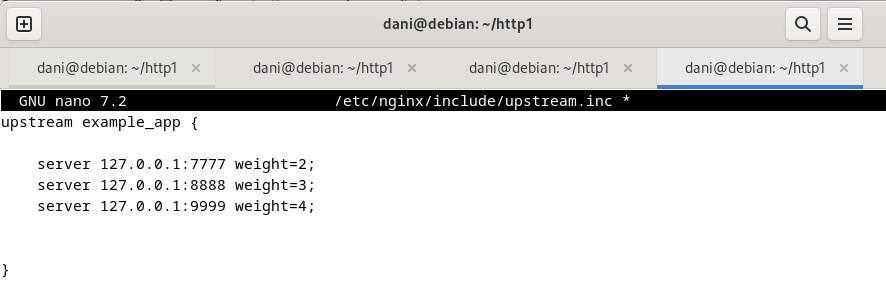 dani@debian: ~/http1
dani@debian: ~/http1 × dani@debian: ~/http1 × dani@debian: ~/http1 × dani@debian: ~/http1 ×
GNU nano 7.2 /etc/nginx/include/upstream.inc *
upstream example_app {
server 127.0.0.1:7777 weight=2;
server 127.0.0.1:8888 weight=3;
server 127.0.0.1:9999 weight=4;
}